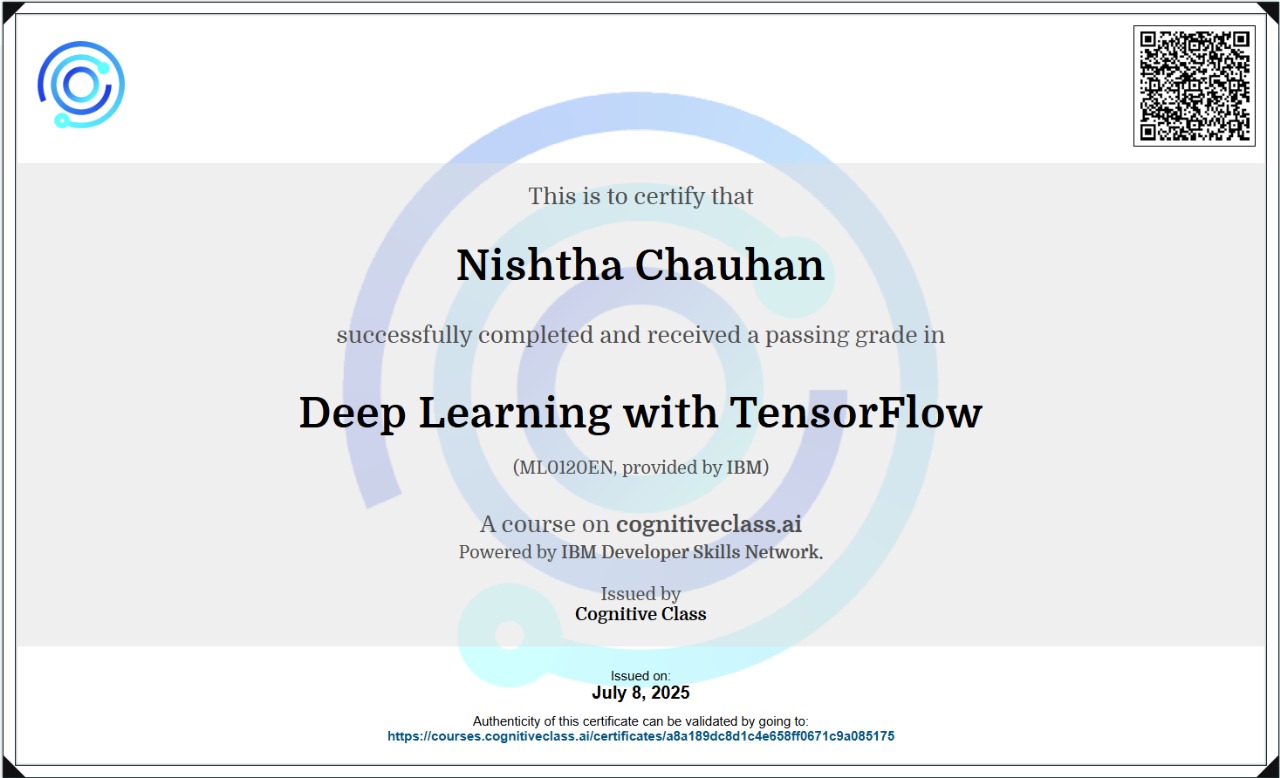 This is to certify that
Nishtha Chauhan
successfully completed and received a passing grade in
Deep Learning with TensorFlow
(ML0120EN, provided by IBM)
A course on cognitiveclass.ai
Powered by IBM Developer Skills Network.
Issued by
Cognitive Class
Issued on:
July 8, 2025
Authenticity of this certificate can be validated by going to:
https://courses.cognitiveclass.ai/certificates/a8a189dc8d1c4e658ff0671c9a085175